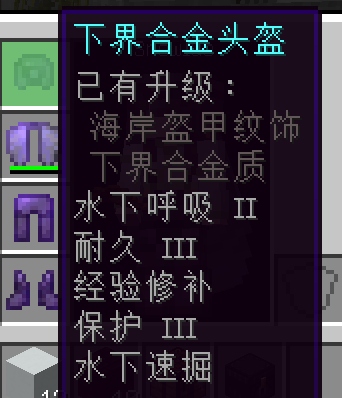 下界合金头盔
已有升级：
海岸盔甲纹饰
下界合金质
水下呼吸 II
耐久 III
经验修补
保护 III
水下速掘